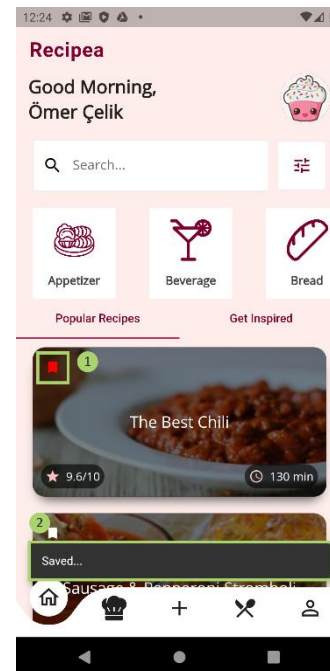 12:24
Recipea
Good Morning,
Ömer Çelik
Search...
Appetizer
Beverage
Bread
Popular Recipes
Get Inspired
1
The Best Chili
9.6/10
130 min
2
Saved...
Sausage & Pepperoni Stromboli